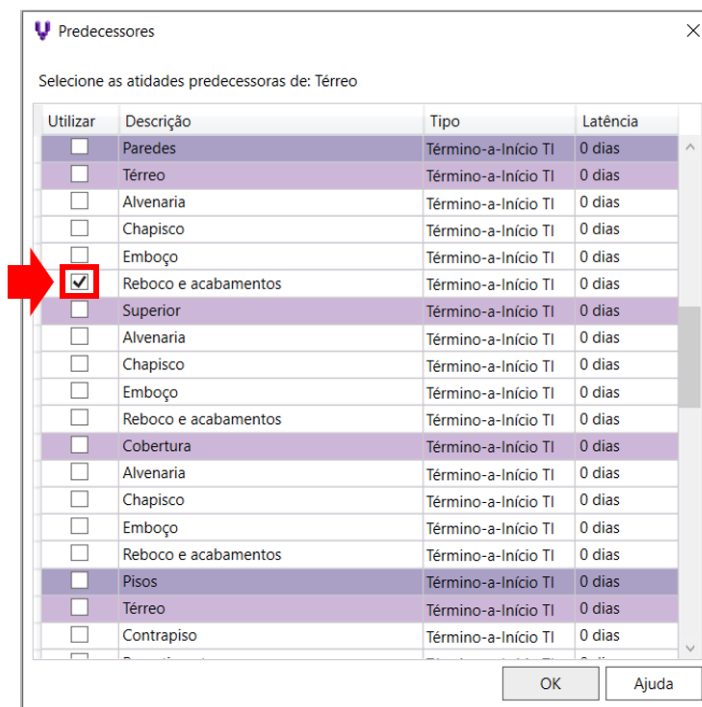 Predecessores
Selecione as atidades predecessoras de: Térreo
Utilizar Descrição Tipo Latência
Paredes Término-a-Início TI 0 dias
Térreo Término-a-Início TI 0 dias
Alvenaria Término-a-Início TI 0 dias
Chapisco Término-a-Início TI 0 dias
Emboço Término-a-Início TI 0 dias
Reboco e acabamentos Término-a-Início TI 0 dias
Superior Término-a-Início TI 0 dias
Alvenaria Término-a-Início TI 0 dias
Chapisco Término-a-Início TI 0 dias
Emboço Término-a-Início TI 0 dias
Reboco e acabamentos Término-a-Início TI 0 dias
Cobertura Término-a-Início TI 0 dias
Alvenaria Término-a-Início TI 0 dias
Chapisco Término-a-Início TI 0 dias
Emboço Término-a-Início TI 0 dias
Reboco e acabamentos Término-a-Início TI 0 dias
Pisos Término-a-Início TI 0 dias
Térreo Término-a-Início TI 0 dias
Contrapiso Término-a-Início TI 0 dias
OK Ajuda